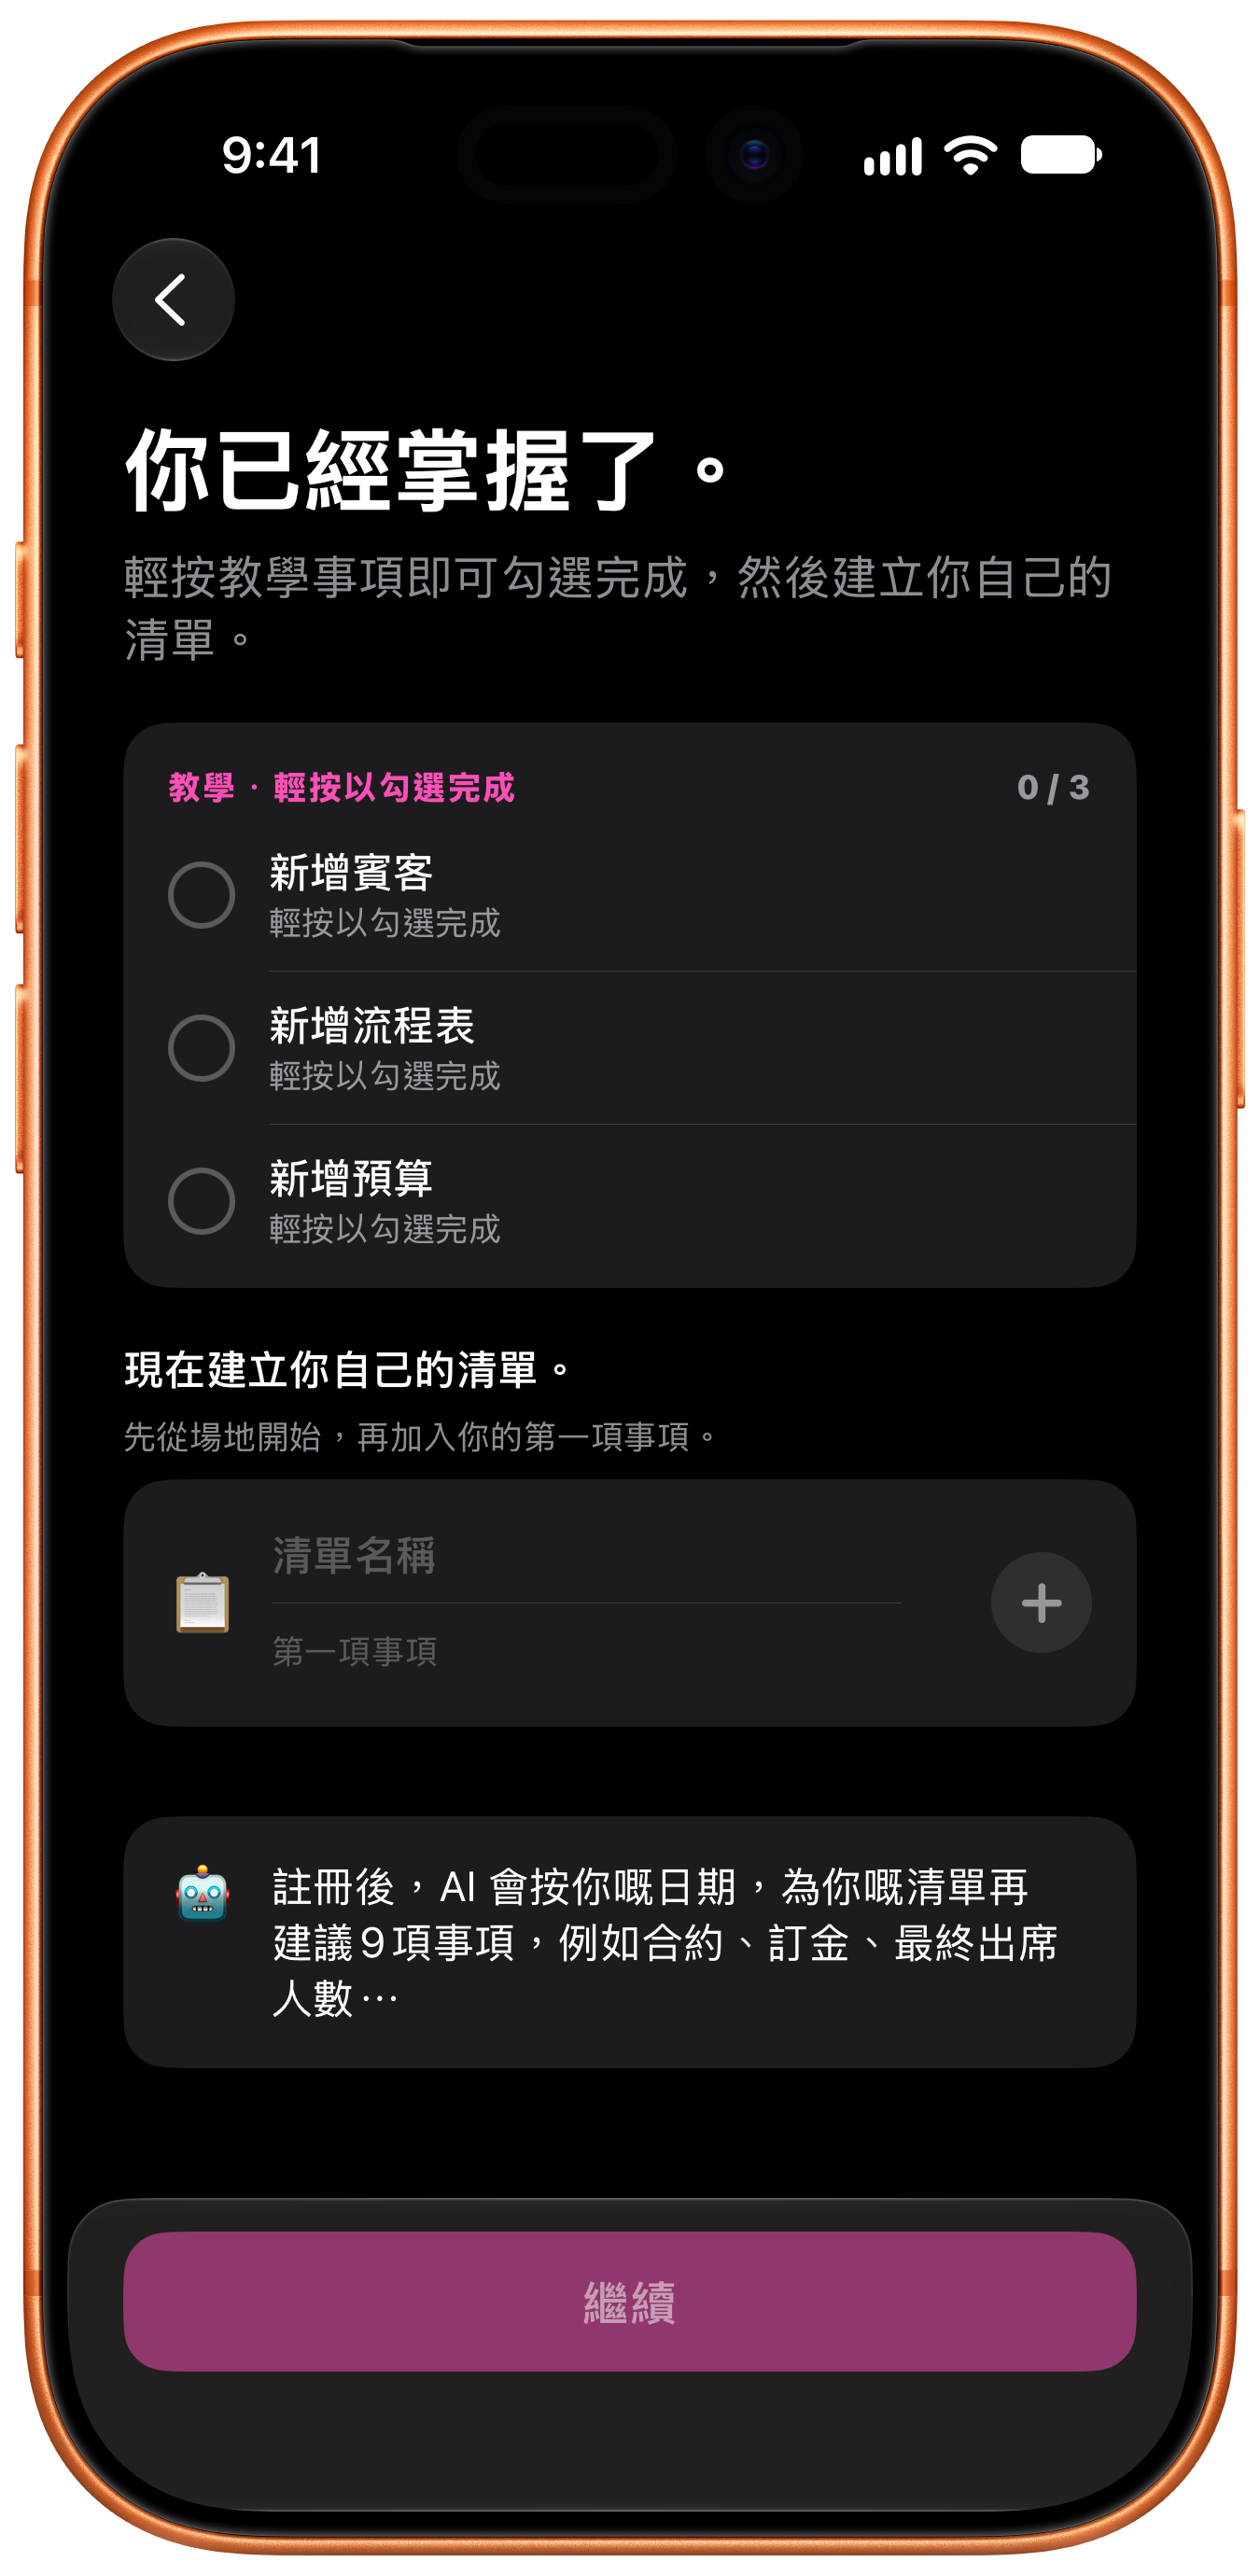 9:41
你已經掌握了。
輕按教學事項即可勾選完成，然後建立你自己的
清單。
教學 · 輕按以勾選完成
0 / 3
新增賓客
輕按以勾選完成
新增流程表
輕按以勾選完成
新增預算
輕按以勾選完成
現在建立你自己的清單。
先從場地開始，再加入你的第一項事項。
清單名稱
第一項事項
註冊後，AI 會按你嘅日期，為你嘅清單再
建議 9 項事項，例如合約、訂金、最終出席
人數…
繼續